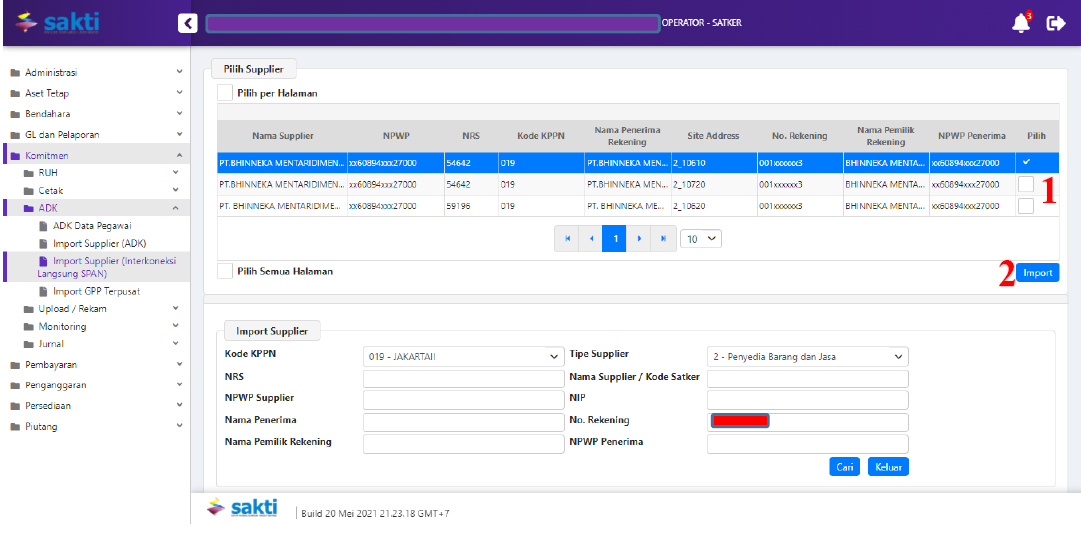 sakti
OPERATOR - SATKER
3
Administrasi
Aset Tetap
Bendahara
GL dan Pelaporan
Komitmen
RUH
Cetak
ADK
ADK Data Pegawai
Import Supplier (ADK)
Import Supplier (Interkoneksi
Langsung SPAN)
Import GPP Terpusat
Upload / Rekam
Monitoring
Jurnal
Pembayaran
Penganggaran
Persediaan
Piutang
Pilih Supplier
Pilih per Halaman
Nama Supplier NPWP NRS Kode KPPN Nama Penerima Rekening Site Address No. Rekening Nama Pemilik Rekening NPWP Penerima Pilih
PT.BHINNEKA MENTARIDIMEN... xx60894xxx27000 54642 019 PT.BHINNEKA MEN... 2_10610 001xxxxxx3 BHINNEKA MENTA... xx60894xxx27000
PT.BHINNEKA MENTARIDIMEN... xx60894xxx27000 54642 019 PT.BHINNEKA MEN... 2_10720 001xxxxxx3 BHINNEKA MENTA... xx60894xxx27000 1
PT. BHINNEKA MENTARIDIME... xx60894xxx27000 59196 019 PT. BHINNEKA ME... 2_10620 001xxxxxx3 BHINNEKA MENTA... xx60894xxx27000
1 10
Pilih Semua Halaman 2 Import
Import Supplier
Kode KPPN 019 - JAKARTAII Tipe Supplier 2 - Penyedia Barang dan Jasa
NRS Nama Supplier / Kode Satker
NPWP Supplier NIP
Nama Penerima No. Rekening
Nama Pemilik Rekening NPWP Penerima
Cari Keluar
sakti Build 20 Mei 2021 21.23.18 GMT+7